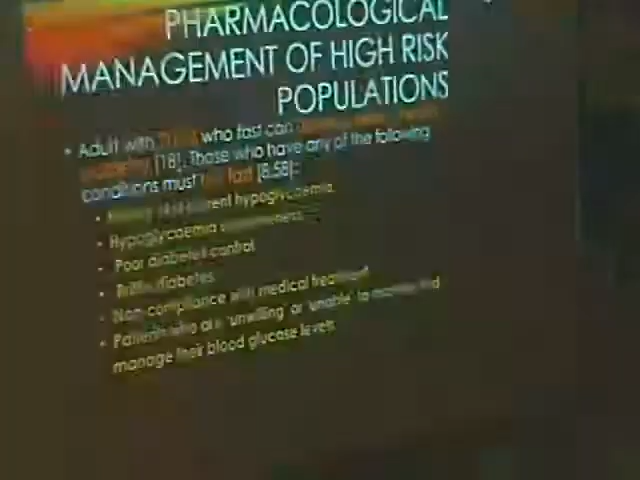 PHARMACOLOGICAL
MANAGEMENT OF HIGH RISK
POPULATIONS
• Adult with who fast can
[18]. Those who have any of the following
conditions must fast [8,58]:
• hypoglycaemia
• Hypoglycaemia
• Poor diabetes control
• Brittle diabetes
• Non-compliance with medical treatment
• Patients who are 'unwilling' or 'unable' to monitor and
manage their blood glucose levels